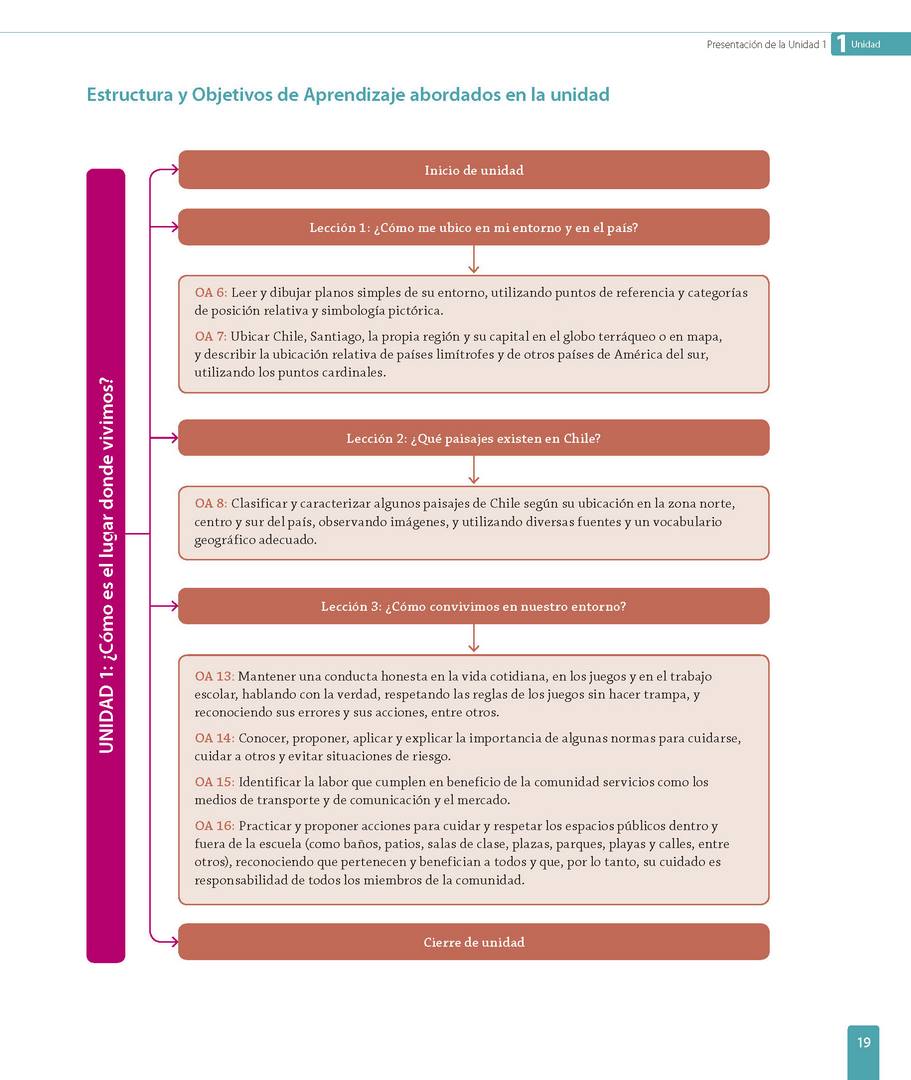 Presentación de la Unidad 1
1 Unidad
Estructura y Objetivos de Aprendizaje abordados en la unidad
UNIDAD 1: ¿Cómo es el lugar donde vivimos?
Inicio de unidad
Lección 1: ¿Cómo me ubico en mi entorno y en el país?
OA 6: Leer y dibujar planos simples de su entorno, utilizando puntos de referencia y categorías
de posición relativa y simbología pictórica.
OA 7: Ubicar Chile, Santiago, la propia región y su capital en el globo terráqueo o en mapa,
y describir la ubicación relativa de países limítrofes y de otros países de América del sur,
utilizando los puntos cardinales.
Lección 2: ¿Qué paisajes existen en Chile?
OA 8: Clasificar y caracterizar algunos paisajes de Chile según su ubicación en la zona norte,
centro y sur del país, observando imágenes, y utilizando diversas fuentes y un vocabulario
geográfico adecuado.
Lección 3: ¿Cómo convivimos en nuestro entorno?
OA 13: Mantener una conducta honesta en la vida cotidiana, en los juegos y en el trabajo
escolar, hablando con la verdad, respetando las reglas de los juegos sin hacer trampa, y
reconociendo sus errores y sus acciones, entre otros.
OA 14: Conocer, proponer, aplicar y explicar la importancia de algunas normas para cuidarse,
cuidar a otros y evitar situaciones de riesgo.
OA 15: Identificar la labor que cumplen en beneficio de la comunidad servicios como los
medios de transporte y de comunicación y el mercado.
OA 16: Practicar y proponer acciones para cuidar y respetar los espacios públicos dentro y
fuera de la escuela (como baños, patios, salas de clase, plazas, parques, playas y calles, entre
otros), reconociendo que pertenecen y benefician a todos y que, por lo tanto, su cuidado es
responsabilidad de todos los miembros de la comunidad.
Cierre de unidad
19